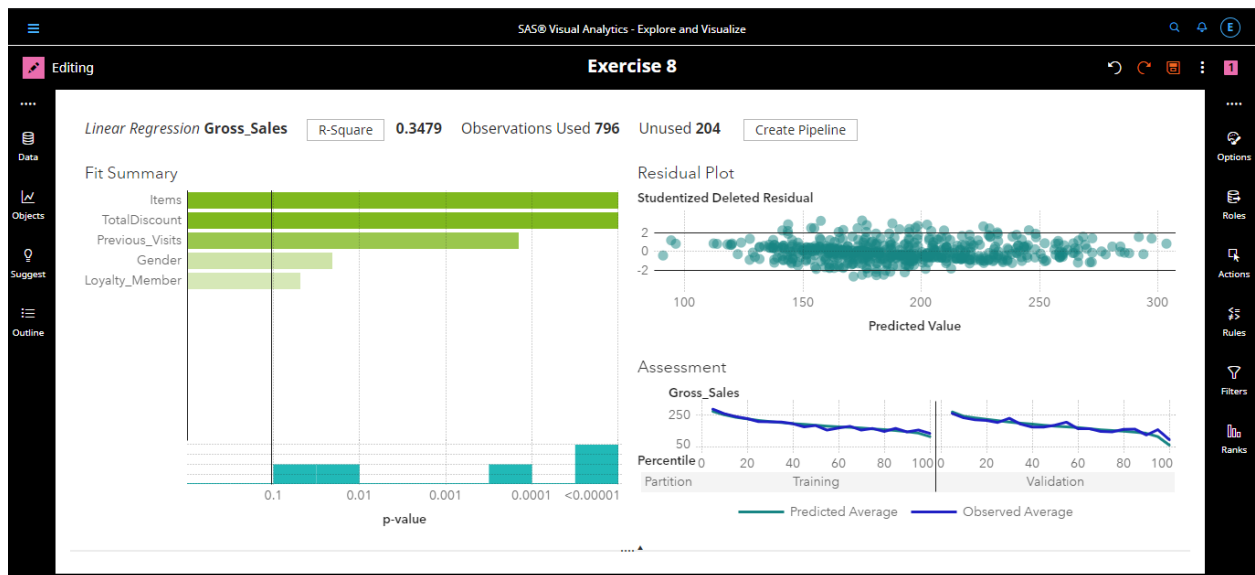 SAS® Visual Analytics - Explore and Visualize
E
Editing
Exercise 8
1
Data
Objects
Suggest
Outline
Linear Regression Gross_Sales R-Square 0.3479 Observations Used 796 Unused 204 Create Pipeline
Fit Summary
Items
TotalDiscount
Previous_Visits
Gender
Loyalty_Member
0.1 0.01 0.001 0.0001 <0.00001
p-value
Residual Plot
Studentized Deleted Residual
2
0
-2
100 150 200 250 300
Predicted Value
Assessment
Gross_Sales
250
50
Percentile 0 20 40 60 80 100 0 20 40 60 80 100
Partition Training Validation
Predicted Average Observed Average
Options
Roles
Actions
Rules
Filters
Ranks